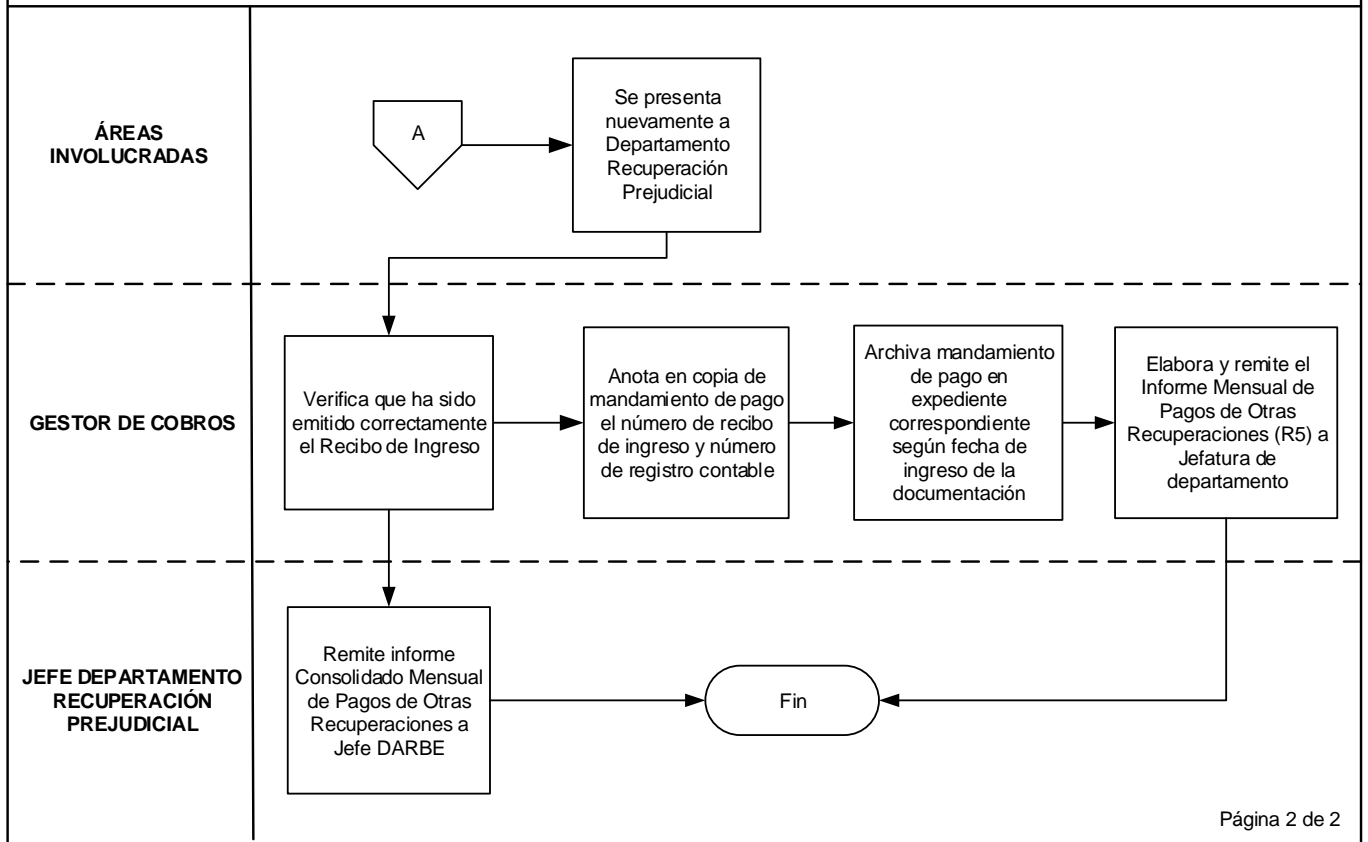 ÁREAS
INVOLUCRADAS
A
Se presenta
nuevamente a
Departamento
Recuperación
Prejudicial
GESTOR DE COBROS
Verifica que ha sido
emitido correctamente
el Recibo de Ingreso
Anota en copia de
mandamiento de pago
el número de recibo
de ingreso y número
de registro contable
Archiva mandamiento
de pago en
expediente
correspondiente
según fecha de
ingreso de la
documentación
Elabora y remite el
Informe Mensual de
Pagos de Otras
Recuperaciones (R5) a
Jefatura de
departamento
JEFE DEPARTAMENTO
RECUPERACIÓN
PREJUDICIAL
Remite informe
Consolidado Mensual
de Pagos de Otras
Recuperaciones a
Jefe DARBE
Fin
Página 2 de 2